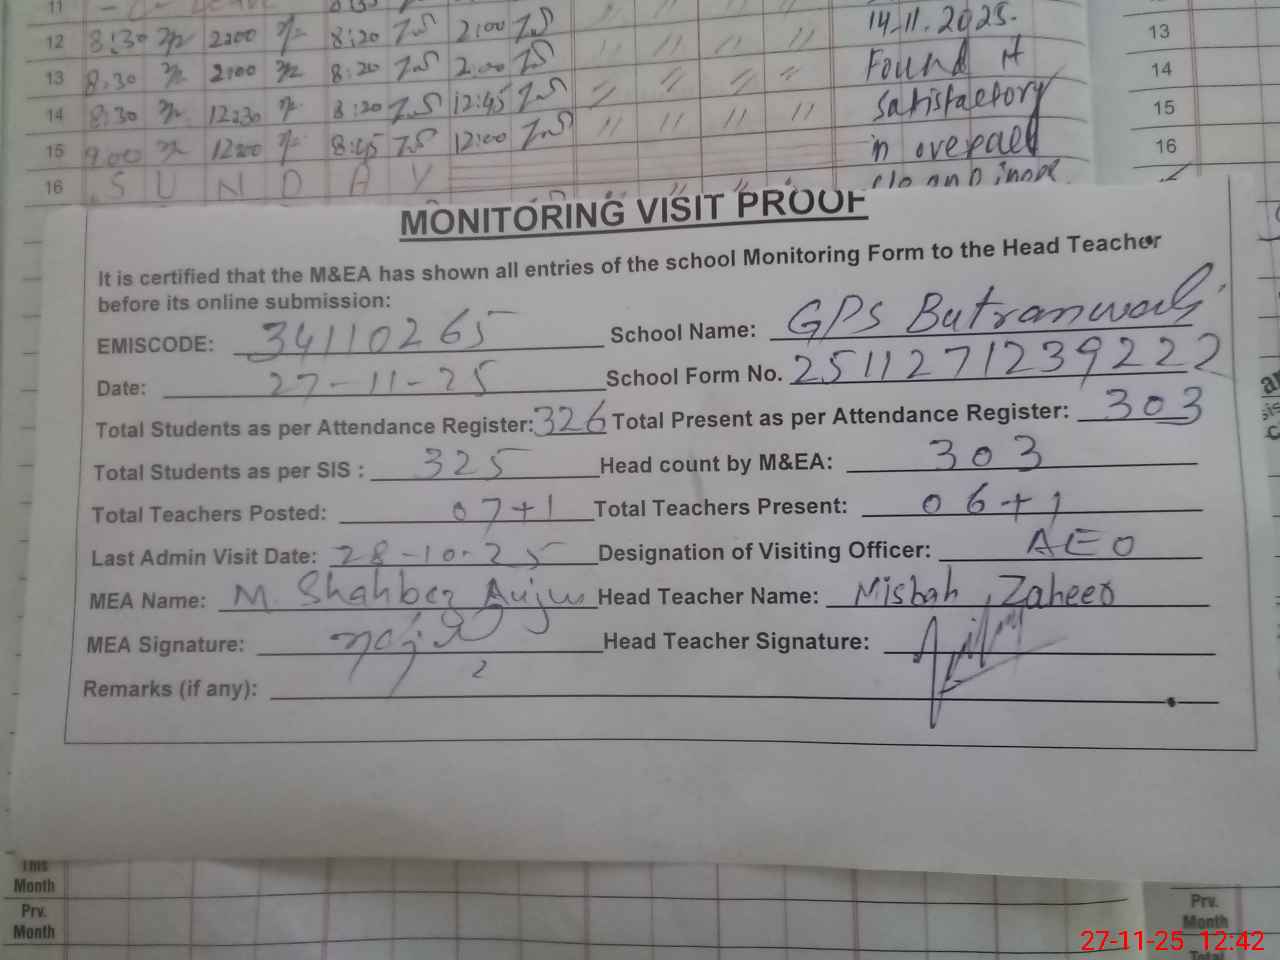 11
12 8:30 2:00 8:20 2:00
13 8:30 2:00 8:20 2:00
14 8:30 12:30 8:20 12:45
15 9:00 12:00 8:45 12:00
16 S U N D A Y
14-11.2025.
Found it
satisfactory
in overall
13
14
15
16
MONITORING VISIT PROOF
It is certified that the M&EA has shown all entries of the school Monitoring Form to the Head Teacher
before its online submission:
EMISCODE: 34110265 School Name: GPS Butranwali
Date: 27-11-25 School Form No. 2511271239222
Total Students as per Attendance Register: 326 Total Present as per Attendance Register: 303
Total Students as per SIS : 325 Head count by M&EA: 303
Total Teachers Posted: 07+1 Total Teachers Present: 06+1
Last Admin Visit Date: 28-10-25 Designation of Visiting Officer: AEO
MEA Name: M. Shahbez Head Teacher Name: Misbah Zaheer
MEA Signature: Head Teacher Signature:
Remarks (if any):
This
Month
Prv.
Month
Prv.
Month
Total
27-11-25 12:42